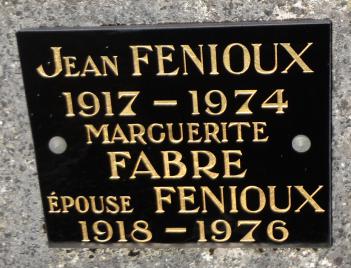 JEAN FENIOUX
1917 – 1974
MARGUERITE
FABRE
ÉPOUSE FENIOUX
1918 – 1976